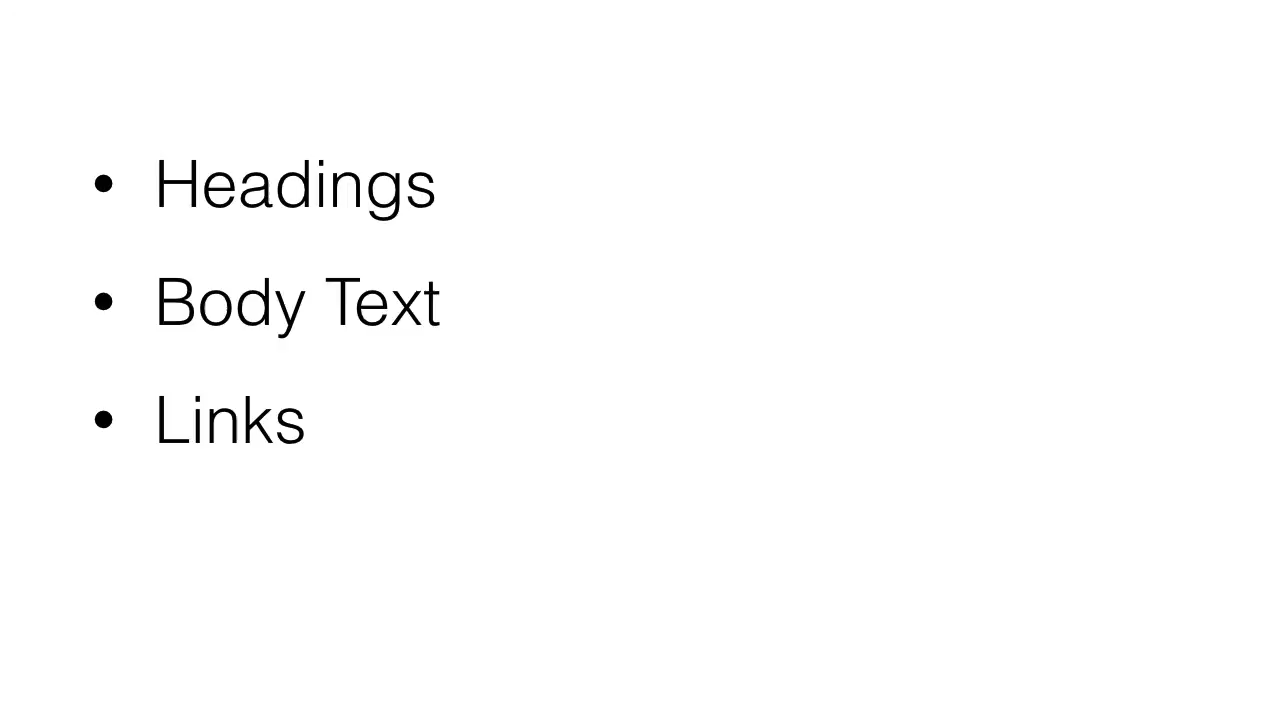 • Headings
• Body Text
• Links